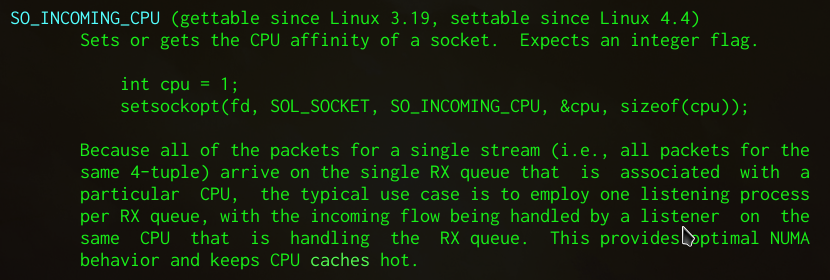 SO_INCOMING_CPU (gettable since Linux 3.19, settable since Linux 4.4)
Sets or gets the CPU affinity of a socket.  Expects an integer flag.
int cpu = 1;
setsockopt(fd, SOL_SOCKET, SO_INCOMING_CPU, &cpu, sizeof(cpu));
Because all of the packets for a single stream (i.e., all packets for the
same 4-tuple) arrive on the single RX queue that  is  associated  with  a
particular  CPU,  the typical use case is to employ one listening process
per RX queue, with the incoming flow being handled by a listener  on  the
same  CPU  that  is  handling  the  RX queue.  This provides optimal NUMA
behavior and keeps CPU caches hot.